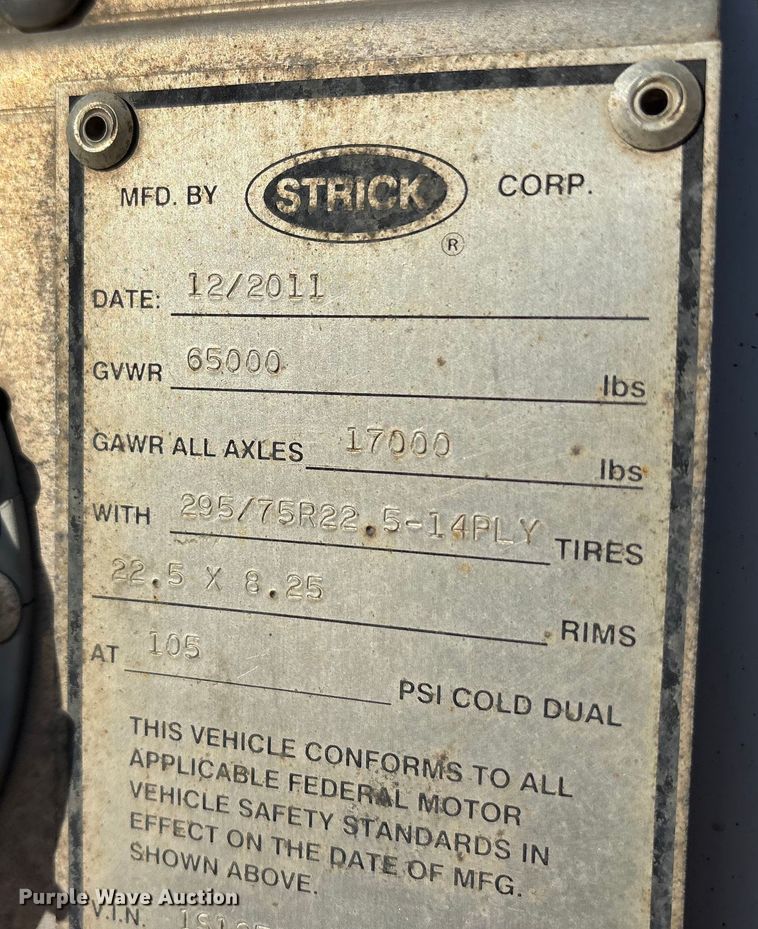 MFD. BY STRICK CORP.
®
DATE: 12/2011
GVWR 65000 lbs
GAWR ALL AXLES 17000 lbs
WITH 295/75R22.5-14PLY TIRES
22.5 X 8.25 RIMS
AT 105 PSI COLD DUAL
THIS VEHICLE CONFORMS TO ALL
APPLICABLE FEDERAL MOTOR
VEHICLE SAFETY STANDARDS IN
EFFECT ON THE DATE OF MFG.
SHOWN ABOVE.
Purple Wave Auction
V.I.N.